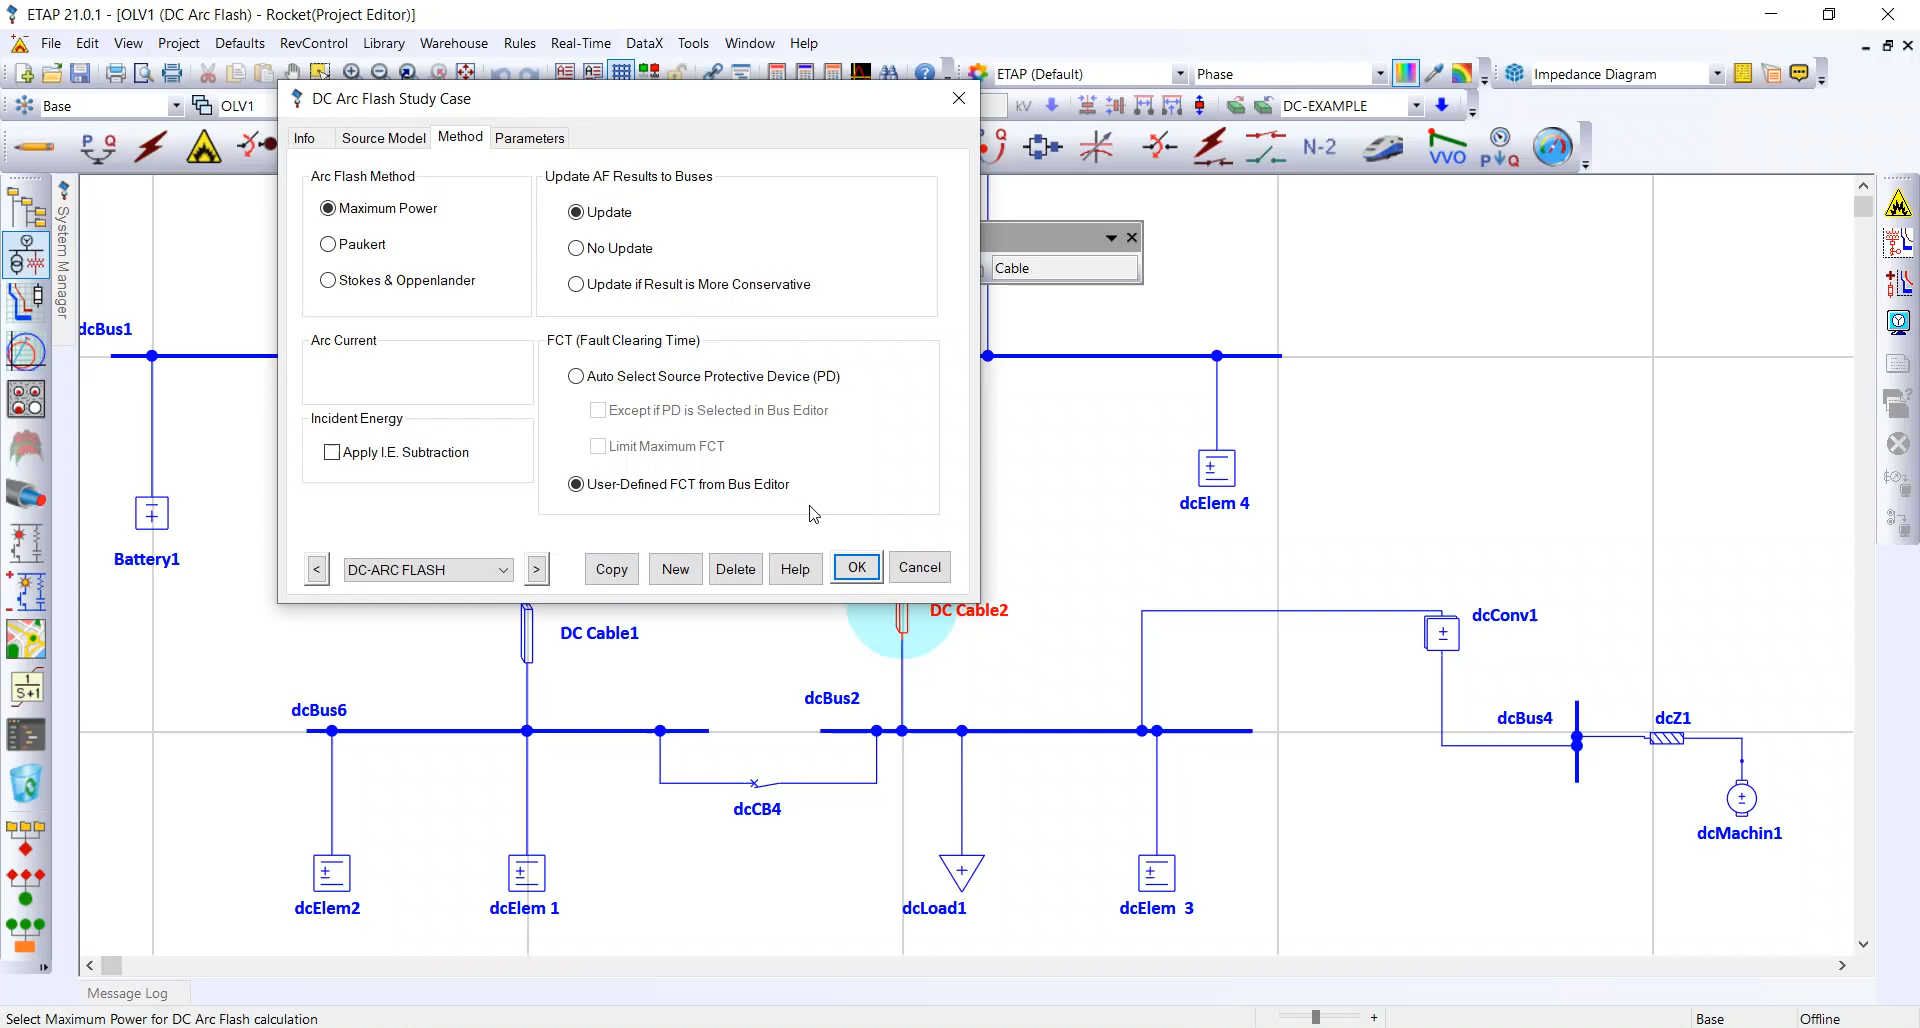 ETAP 21.0.1 - [OLV1 (DC Arc Flash) - Rocket(Project Editor)]
File Edit View Project Defaults RevControl Library Warehouse Rules Real-Time DataX Tools Window Help
ETAP (Default) Phase Impedance Diagram
Base OLV1 kV DC-EXAMPLE
P Q Q N-2 VVO P Q
DC Arc Flash Study Case
Info Source Model Method Parameters
Arc Flash Method
Maximum Power
Paukert
Stokes & Oppenlander
Update AF Results to Buses
Update
No Update
Update if Result is More Conservative
Arc Current
Incident Energy
Apply I.E. Subtraction
FCT (Fault Clearing Time)
Auto Select Source Protective Device (PD)
Except if PD is Selected in Bus Editor
Limit Maximum FCT
User-Defined FCT from Bus Editor
< DC-ARC FLASH > Copy New Delete Help OK Cancel
System Manager
Cable
dcBus1
Battery1
dcElem 4
DC Cable1
DC Cable2
dcConv1
dcBus6
dcBus2
dcBus4
dcZ1
dcCB4
dcMachin1
dcElem2
dcElem 1
dcLoad1
dcElem 3
1
S+1
Message Log
Select Maximum Power for DC Arc Flash calculation
+ Base Offline